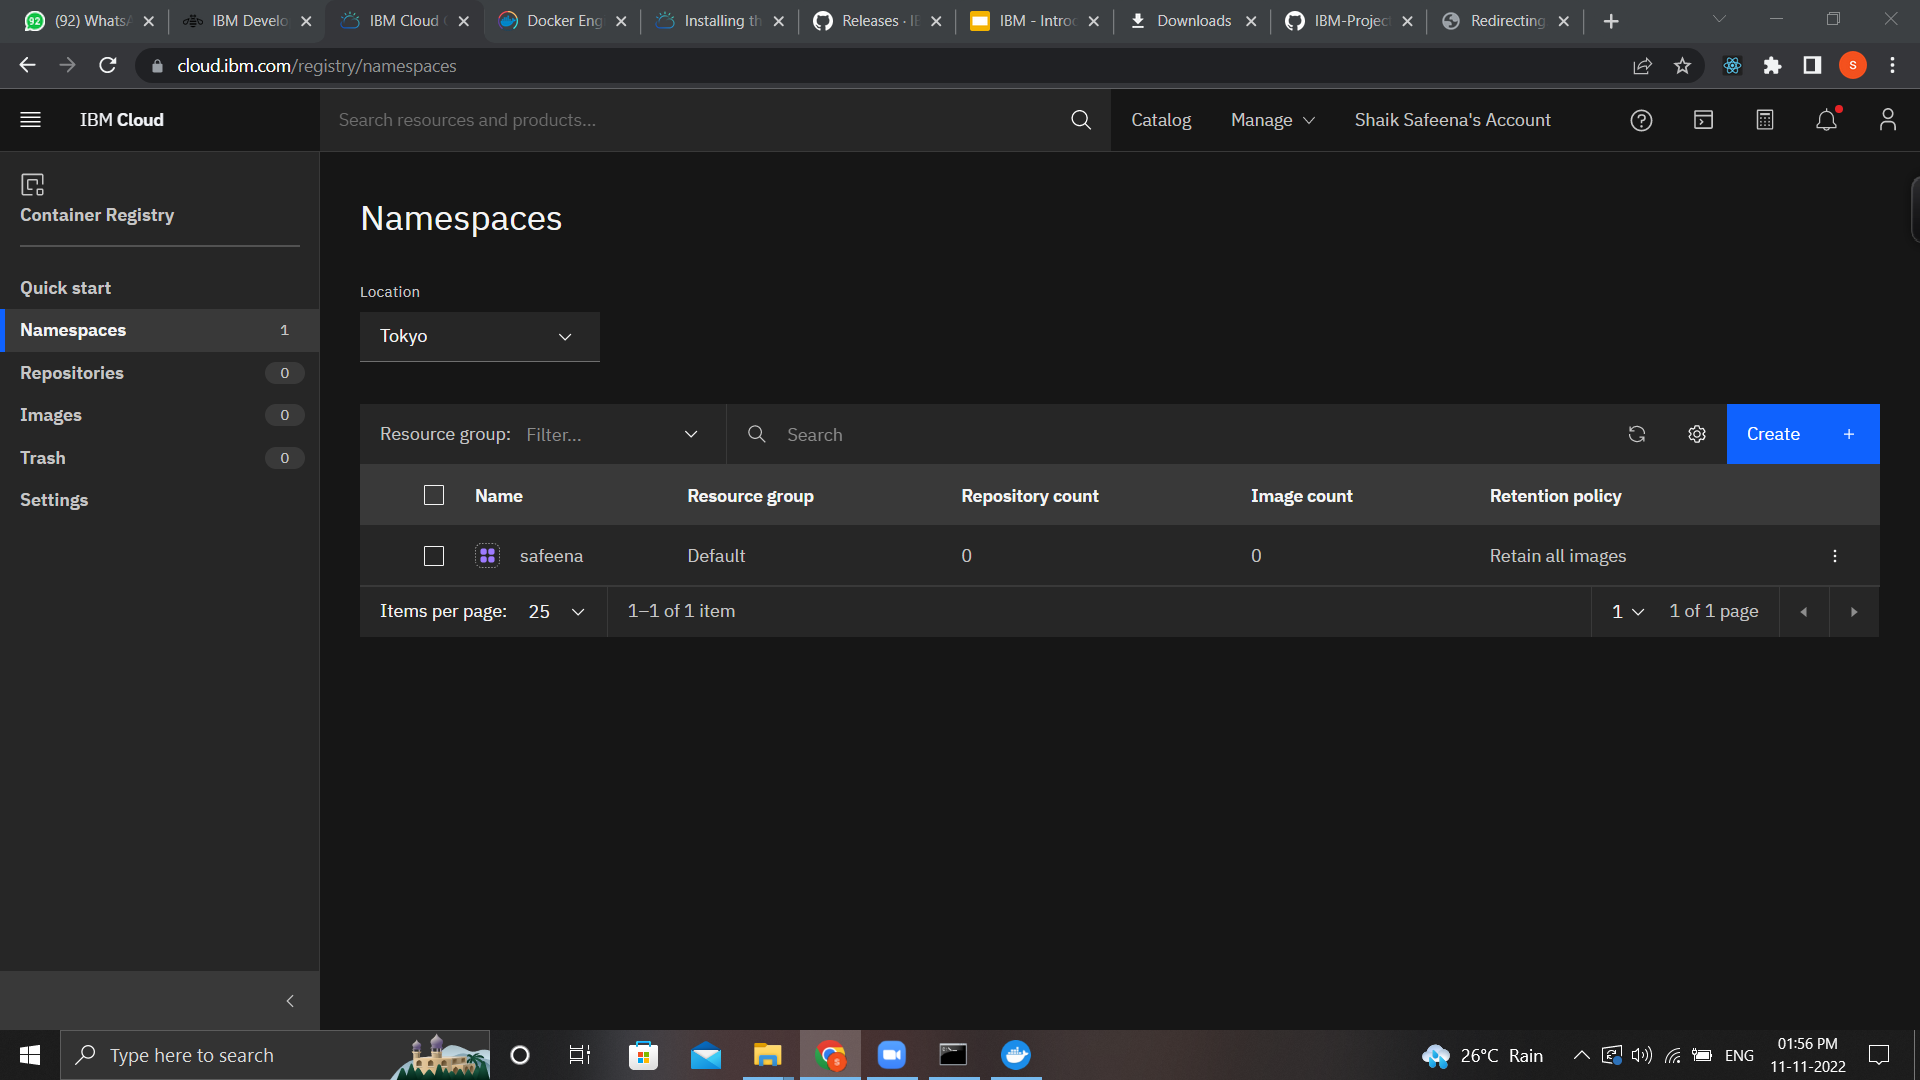 92 (92) WhatsA
IBM Develo
IBM Cloud
Docker Eng
Installing th
Releases · IB
IBM - Introd
Downloads
IBM-Project
Redirecting
cloud.ibm.com/registry/namespaces
S
IBM Cloud
Search resources and products...
Catalog
Manage
Shaik Safeena's Account
Container Registry
Quick start
Namespaces 1
Repositories 0
Images 0
Trash 0
Settings
Namespaces
Location
Tokyo
Resource group: Filter...
Search
Create +
Name Resource group Repository count Image count Retention policy
safeena Default 0 0 Retain all images
Items per page: 25
1–1 of 1 item
1
1 of 1 page
Type here to search
S
26°C Rain
ENG
01:56 PM
11-11-2022